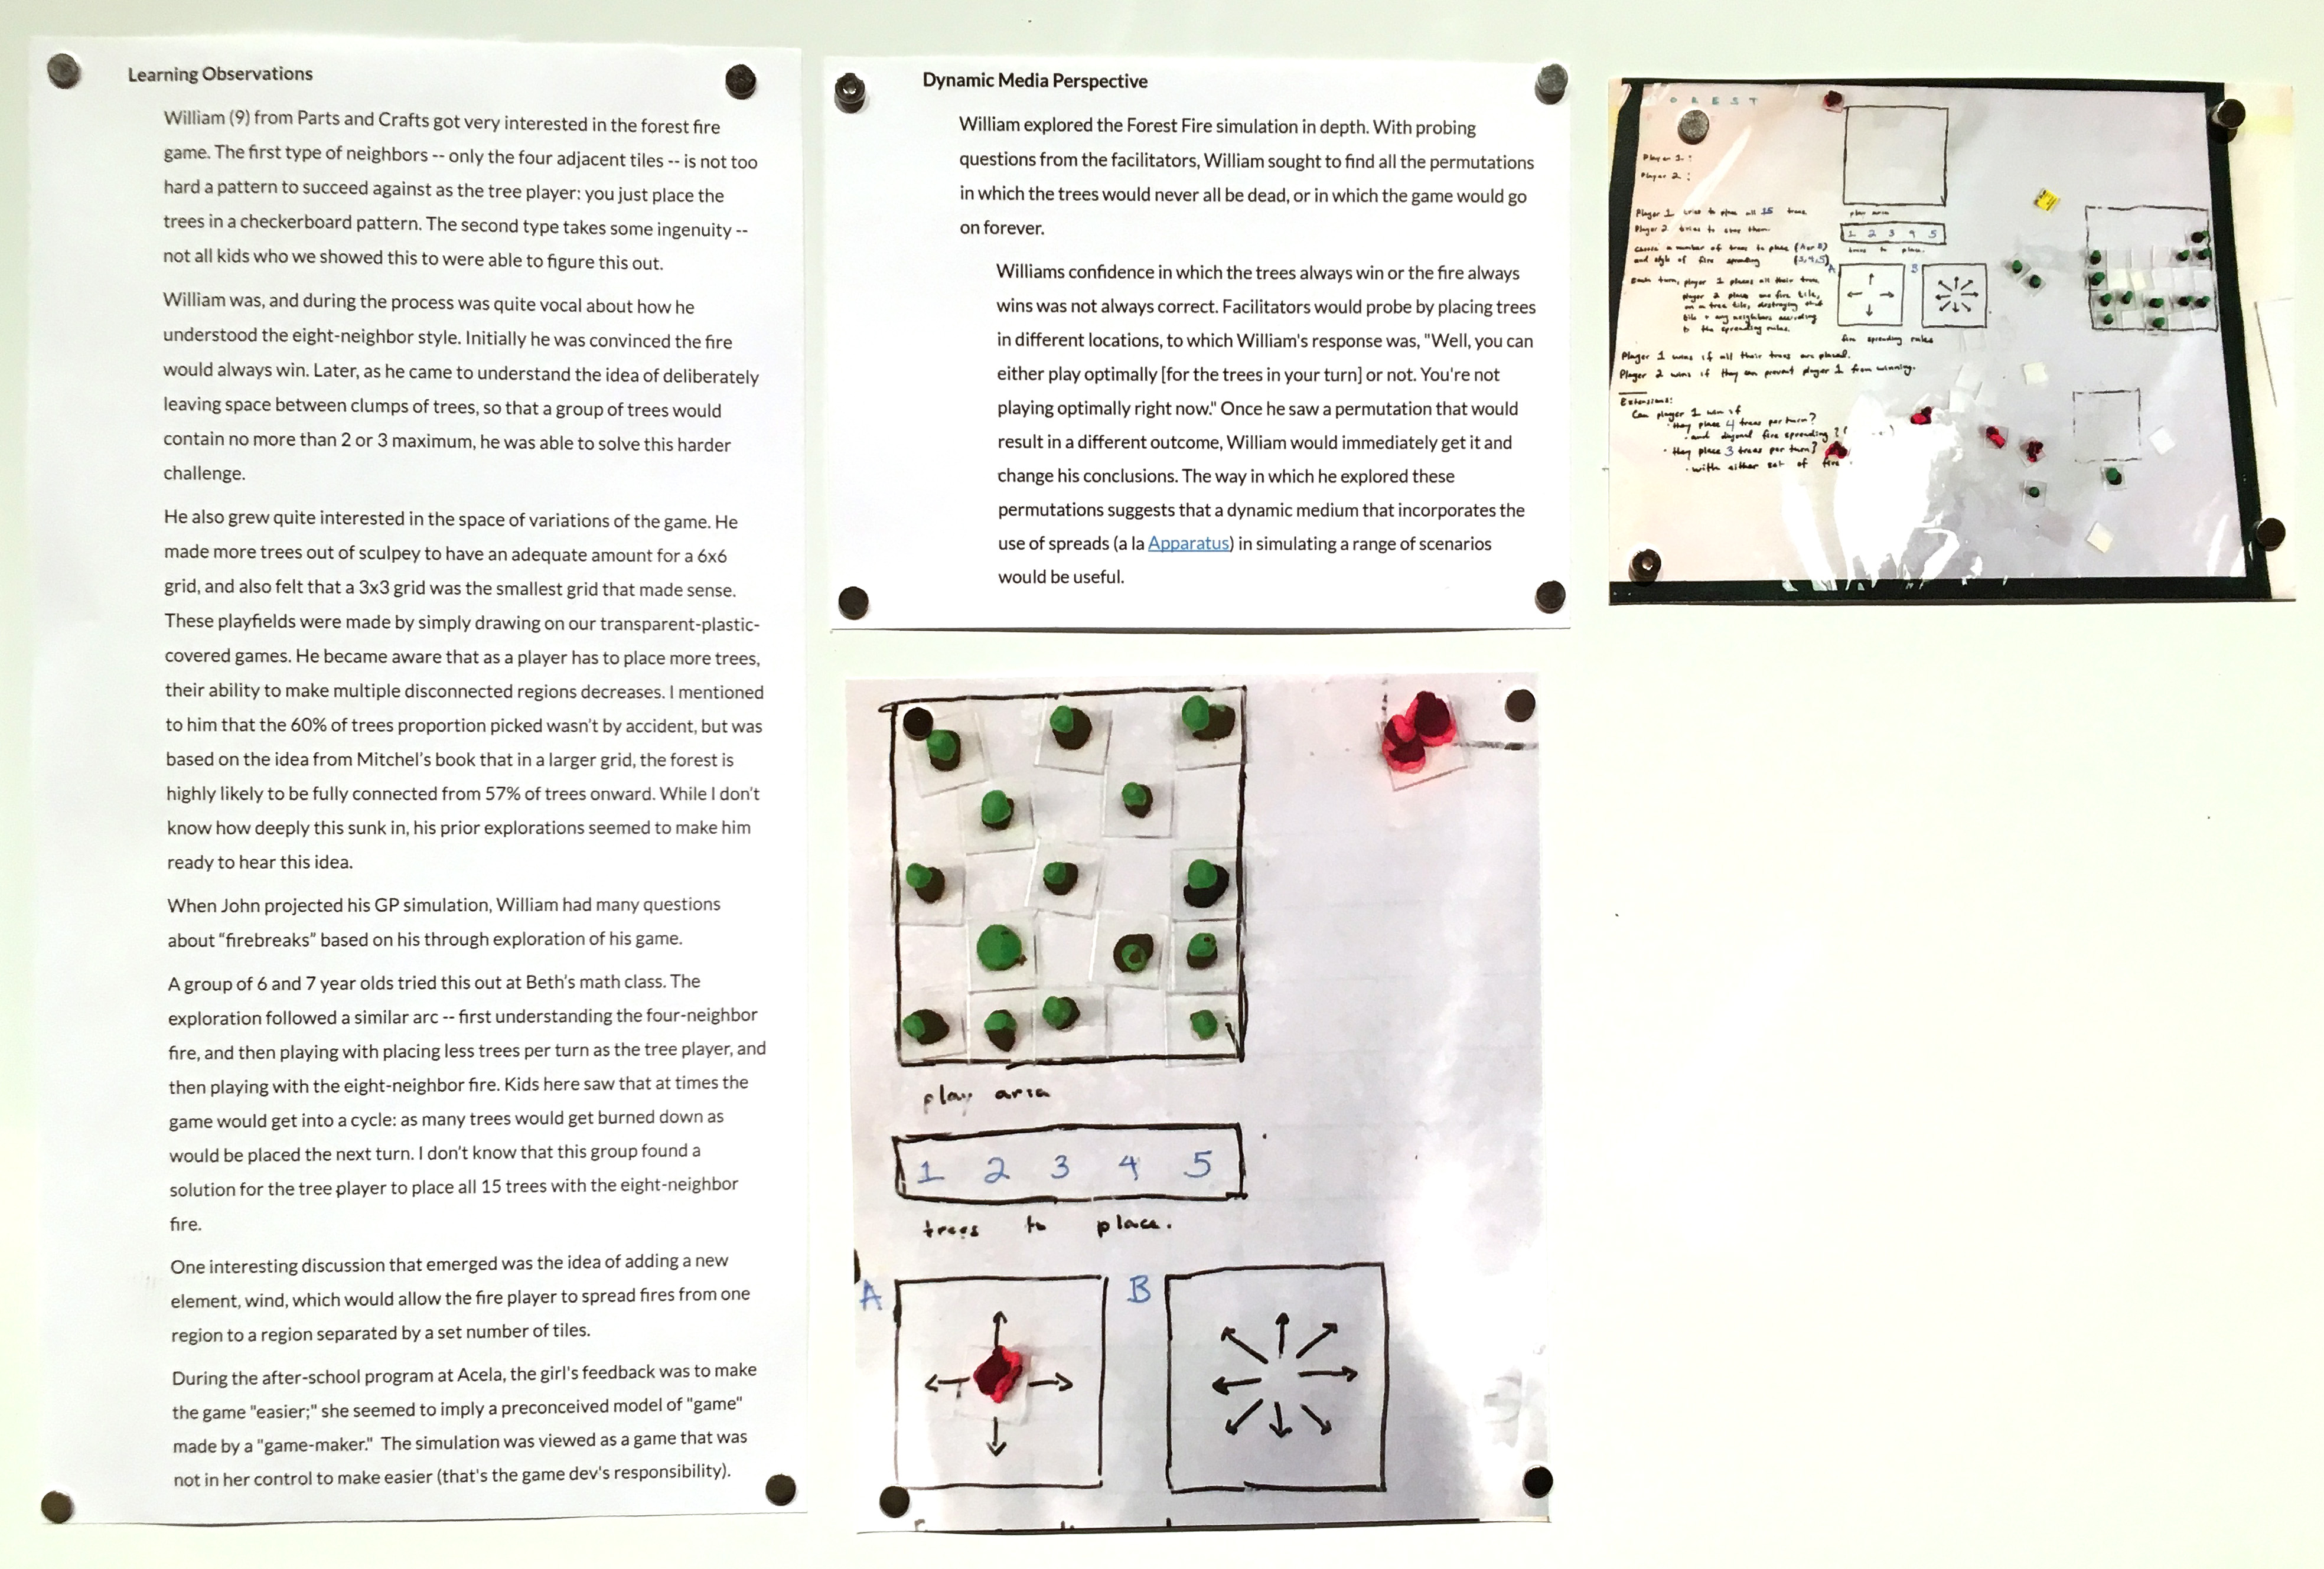 Learning Observations
William (9) from Parts and Crafts got very interested in the forest fire
game. The first type of neighbors -- only the four adjacent tiles -- is not too
hard a pattern to succeed against as the tree player: you just place the
trees in a checkerboard pattern. The second type takes some ingenuity --
not all kids who we showed this to were able to figure this out.
William was, and during the process was quite vocal about how he
understood the eight-neighbor style. Initially he was convinced the fire
would always win. Later, as he came to understand the idea of deliberately
leaving space between clumps of trees, so that a group of trees would
contain no more than 2 or 3 maximum, he was able to solve this harder
challenge.
He also grew quite interested in the space of variations of the game. He
made more trees out of sculpey to have an adequate amount for a 6x6
grid, and also felt that a 3x3 grid was the smallest grid that made sense.
These playfields were made by simply drawing on our transparent-plastic-
covered games. He became aware that as a player has to place more trees,
their ability to make multiple disconnected regions decreases. I mentioned
to him that the 60% of trees proportion picked wasn't by accident, but was
based on the idea from Mitchel's book that in a larger grid, the forest is
highly likely to be fully connected from 57% of trees onward. While I don't
know how deeply this sunk in, his prior explorations seemed to make him
ready to hear this idea.
When John projected his GP simulation, William had many questions
about "firebreaks" based on his through exploration of his game.
A group of 6 and 7 year olds tried this out at Beth's math class. The
exploration followed a similar arc -- first understanding the four-neighbor
fire, and then playing with placing less trees per turn as the tree player, and
then playing with the eight-neighbor fire. Kids here saw that at times the
game would get into a cycle: as many trees would get burned down as
would be placed the next turn. I don't know that this group found a
solution for the tree player to place all 15 trees with the eight-neighbor
fire.
One interesting discussion that emerged was the idea of adding a new
element, wind, which would allow the fire player to spread fires from one
region to a region separated by a set number of tiles.
During the after-school program at Acela, the girl's feedback was to make
the game "easier;" she seemed to imply a preconceived model of "game"
made by a "game-maker." The simulation was viewed as a game that was
not in her control to make easier (that's the game dev's responsibility).
Dynamic Media Perspective
William explored the Forest Fire simulation in depth. With probing
questions from the facilitators, William sought to find all the permutations
in which the trees would never all be dead, or in which the game would go
on forever.
Williams confidence in which the trees always win or the fire always
wins was not always correct. Facilitators would probe by placing trees
in different locations, to which William's response was, "Well, you can
either play optimally [for the trees in your turn] or not. You're not
playing optimally right now." Once he saw a permutation that would
result in a different outcome, William would immediately get it and
change his conclusions. The way in which he explored these
permutations suggests that a dynamic medium that incorporates the
use of spreads (a la Apparatus) in simulating a range of scenarios
would be useful.
play area
1 2 3 4 5
trees to place.
A B
O R E S T
Player 1:
Player 2:
Player 1 tries to place all 15 trees.
Player 2 tries to stop them.
Choose a number of trees to place (A or B)
and style of fire spreading (3,4,5)
Each turn, player 1 places all their trees
player 2 places one fire tile,
on a tree tile, destroying that
tile + any neighbors according
to the spreading rules.
Player 1 wins if all their trees are placed.
Player 2 wins if they can prevent player 1 from winning.
Extensions:
Can player 1 win if
they place 4 trees per turn?
and diagonal fire spreading?
they place 3 trees per turn?
with either set of fire
play area
1 2 3 4 5
trees to place.
A B
fire spreading rules